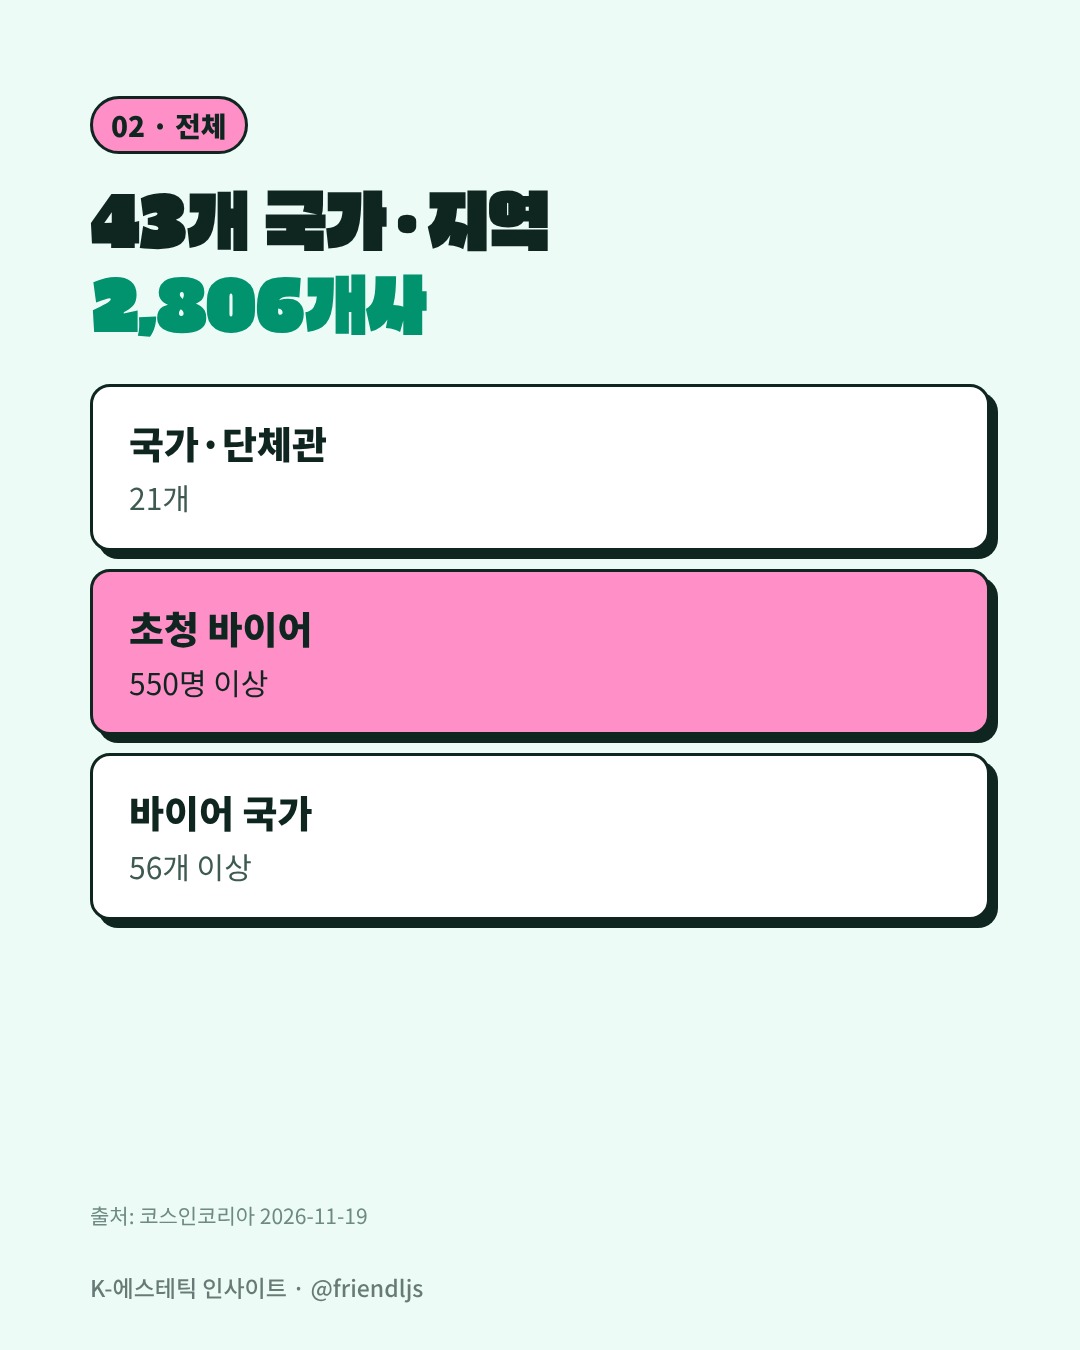 02 · 전체
43개 국가·지역
2,806개사
국가·단체관
21개
초청 바이어
550명 이상
바이어 국가
56개 이상
출처: 코스인코리아 2026-11-19
K-에스테틱 인사이트 · @friendljs